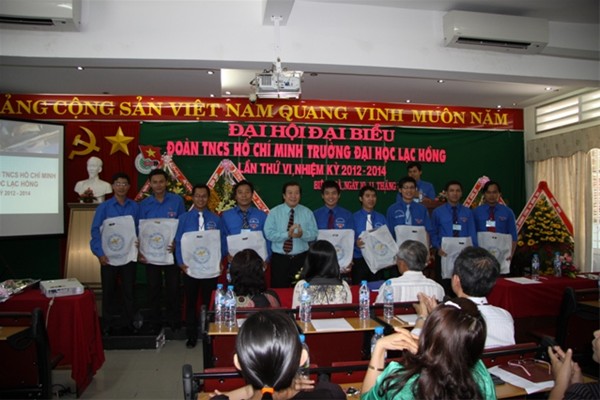 ĐẢNG CỘNG SẢN VIỆT NAM QUANG VINH MUÔN NĂM
ĐẠI HỘI ĐẠI BIỂU
ĐOÀN TNCS HỒ CHÍ MINH TRƯỜNG ĐẠI HỌC LẠC HỒNG
LẦN THỨ VI, NHIỆM KỲ 2012-2014
TNCS HỒ CHÍ MINH
LẠC HỒNG
2012 - 2014